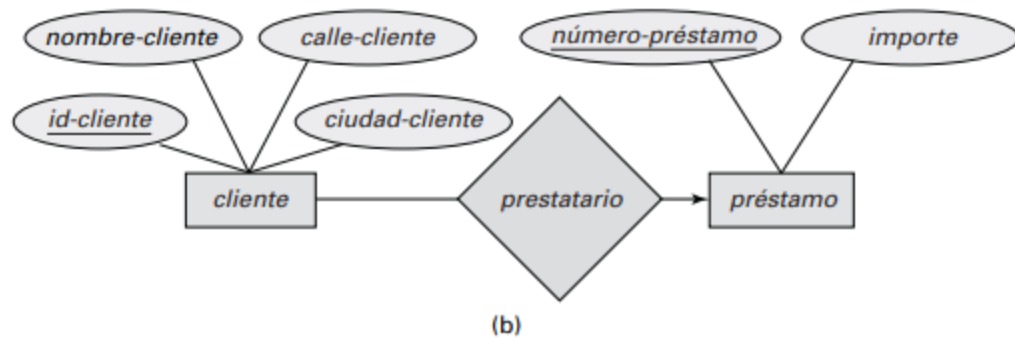 nombre-cliente
calle-cliente
número-préstamo
importe
id-cliente
ciudad-cliente
cliente
prestatario
préstamo
(b)